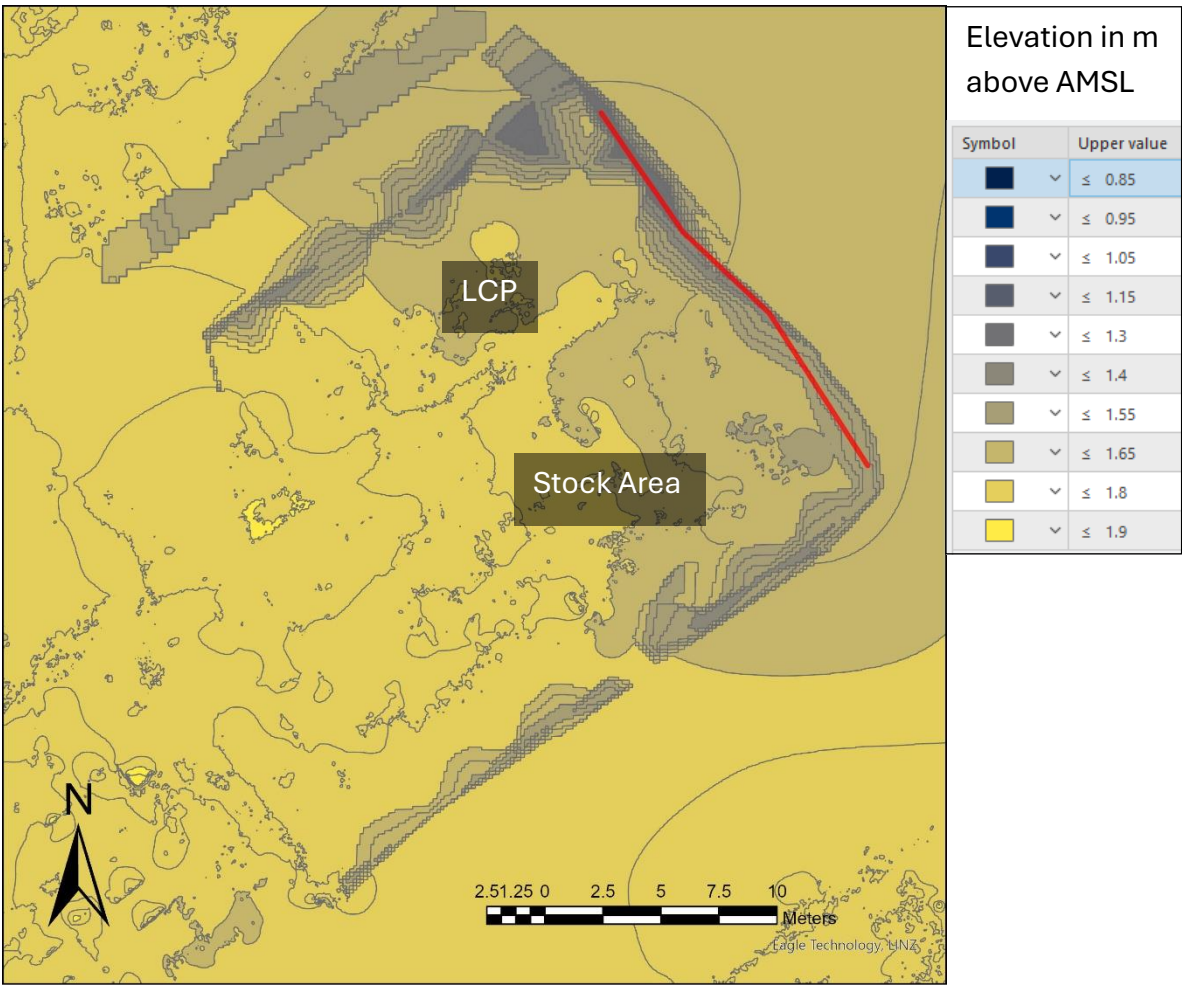 Elevation in m
above AMSL
Symbol Upper value
≤ 0.85
≤ 0.95
≤ 1.05
≤ 1.15
≤ 1.3
≤ 1.4
≤ 1.55
≤ 1.65
≤ 1.8
≤ 1.9
LCP
Stock Area
N
2.51.25 0 2.5 5 7.5 10
Meters
Eagle Technology, LINZ